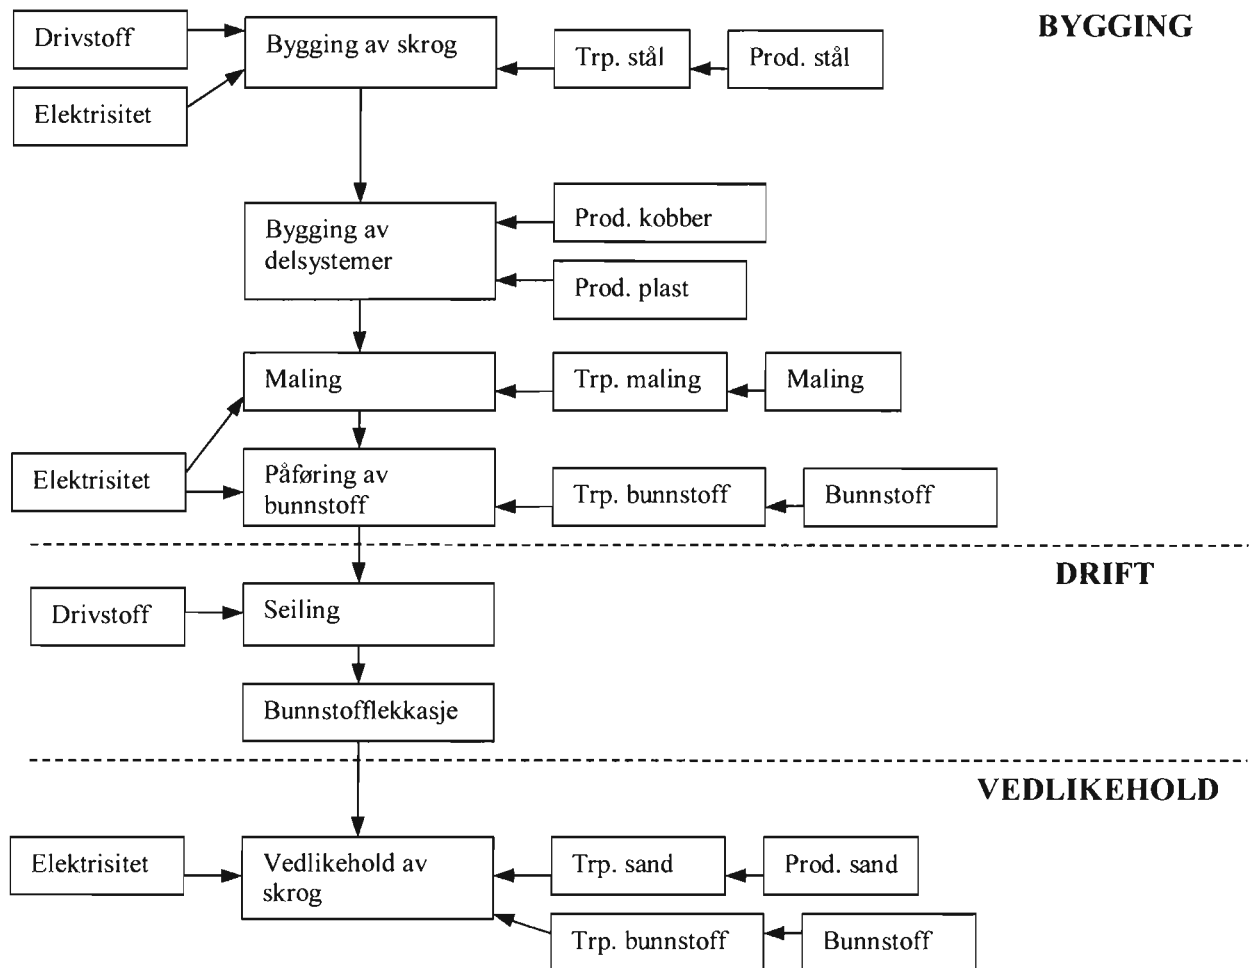 BYGGING
Drivstoff
Bygging av skrog
Trp. stål
Prod. stål
Elektrisitet
Bygging av
delsystemer
Prod. kobber
Prod. plast
Maling
Trp. maling
Maling
Elektrisitet
Påføring av
bunnstoff
Trp. bunnstoff
Bunnstoff
DRIFT
Drivstoff
Seiling
Bunnstofflekkasje
VEDLIKEHOLD
Elektrisitet
Vedlikehold av
skrog
Trp. sand
Prod. sand
Trp. bunnstoff
Bunnstoff